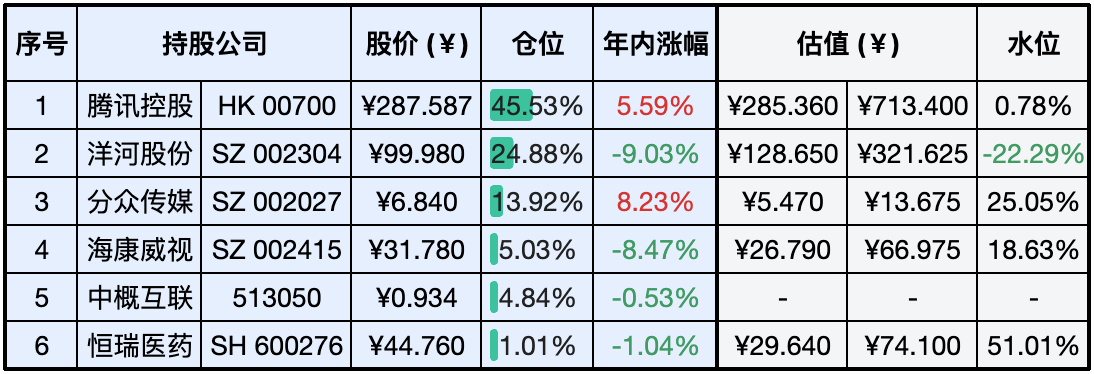 序号 持股公司 股价 (¥) 仓位 年内涨幅 估值 (¥) 水位
1 腾讯控股 HK 00700 ¥287.587 45.53% 5.59% ¥285.360 ¥713.400 0.78%
2 洋河股份 SZ 002304 ¥99.980 24.88% -9.03% ¥128.650 ¥321.625 -22.29%
3 分众传媒 SZ 002027 ¥6.840 13.92% 8.23% ¥5.470 ¥13.675 25.05%
4 海康威视 SZ 002415 ¥31.780 5.03% -8.47% ¥26.790 ¥66.975 18.63%
5 中概互联 513050 ¥0.934 4.84% -0.53% - - -
6 恒瑞医药 SH 600276 ¥44.760 1.01% -1.04% ¥29.640 ¥74.100 51.01%